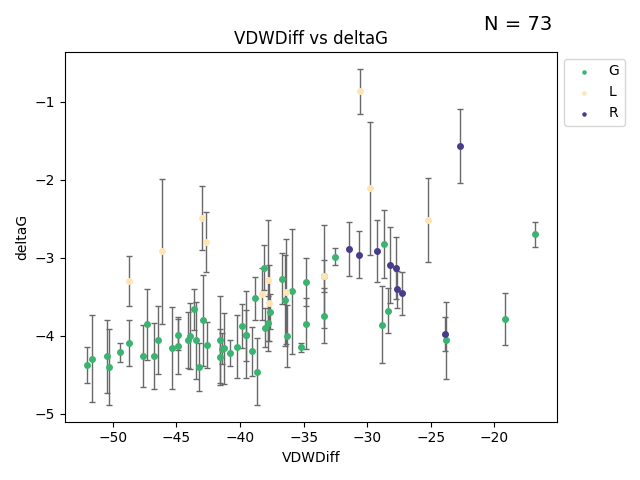 N = 73
VDWDiff vs deltaG
G
L
R
−1
−2
−3
−4
−5
deltaG
−50 −45 −40 −35 −30 −25 −20
VDWDiff